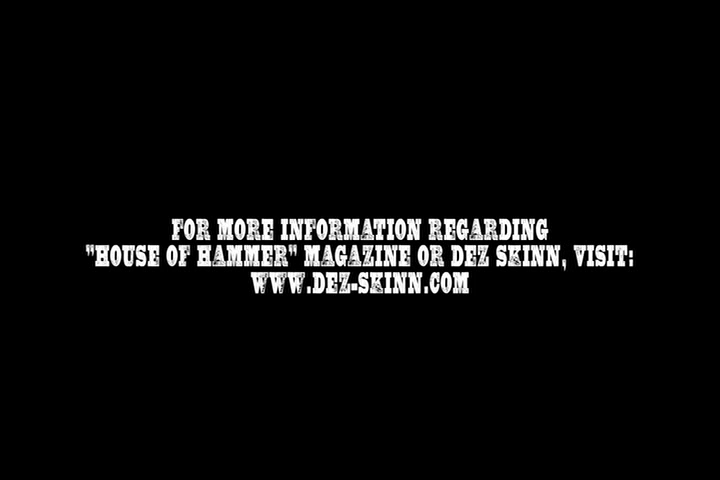 FOR MORE INFORMATION REGARDING
"HOUSE OF HAMMER" MAGAZINE OR DEZ SKINN, VISIT:
WWW.DEZ-SKINN.COM